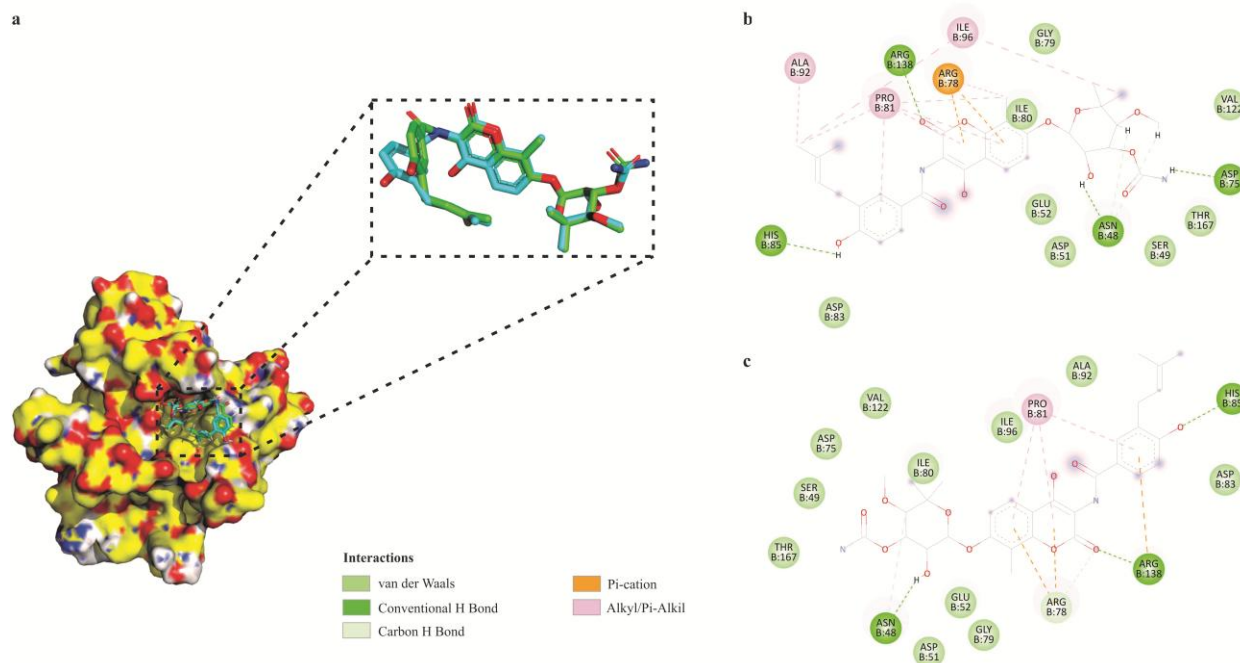 a
Interactions
van der Waals
Conventional H Bond
Carbon H Bond
Pi-cation
Alkyl/Pi-Alkil
b
ILE
B:96
GLY
B:79
ARG
B:138
ALA
B:92
ARG
B:78
PRO
B:81
ILE
B:80
VAL
B:122
O
O
O
O
O
H
H
N
O
O
O
O
N
H
ASP
B:75
O
O
H
GLU
B:52
THR
B:167
ASN
B:48
HIS
B:85
O
H
ASP
B:51
SER
B:49
ASP
B:83
c
ALA
B:92
VAL
B:122
PRO
B:81
HIS
B:85
ILE
B:96
O
ASP
B:75
ILE
B:80
O
ASP
B:83
SER
B:49
O
O
O
N
O
O
N
O
O
O
O
THR
B:167
O
H
ARG
B:138
GLU
B:52
ARG
B:78
ASN
B:48
GLY
B:79
ASP
B:51